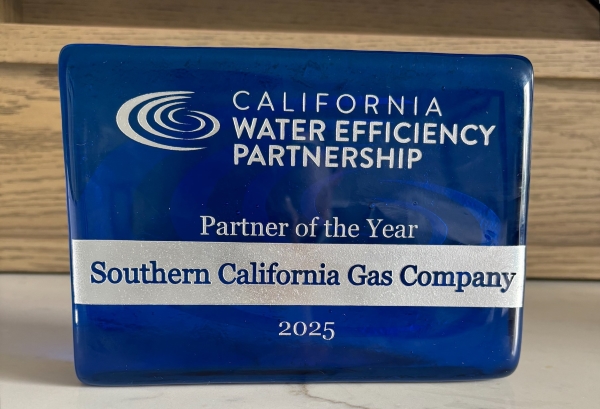 CALIFORNIA
WATER EFFICIENCY
PARTNERSHIP
Partner of the Year
Southern California Gas Company
2025